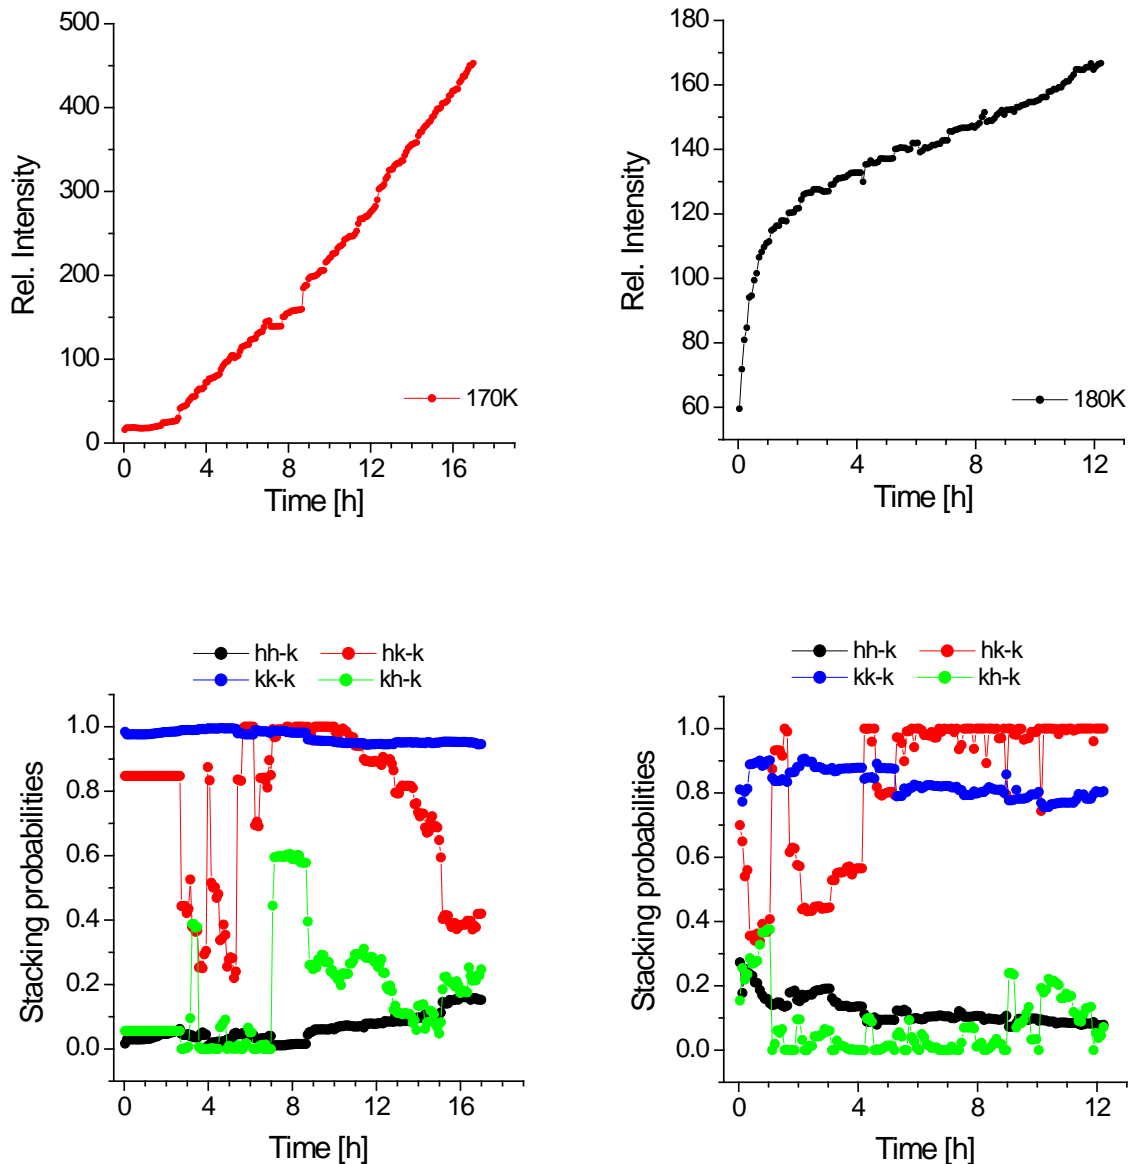 500
400
300
200
100
0
Rel. Intensity
170K
0 4 8 12 16
Time [h]
180
160
140
120
100
80
60
Rel. Intensity
180K
0 4 8 12
Time [h]
hh-k hk-k
kk-k kh-k
1.0
0.8
0.6
0.4
0.2
0.0
Stacking probabilities
0 4 8 12 16
Time [h]
hh-k hk-k
kk-k kh-k
1.0
0.8
0.6
0.4
0.2
0.0
Stacking probabilities
0 4 8 12
Time [h]